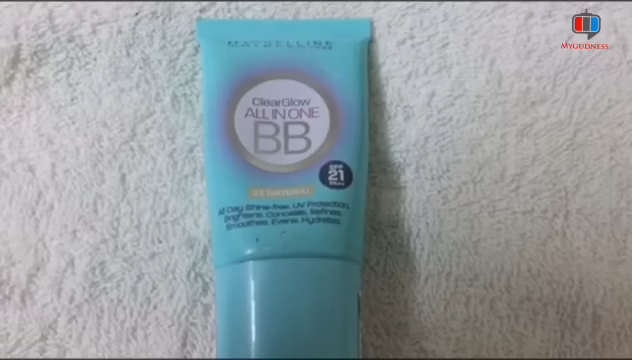 MYGUDNESS
MAYBELLINE
ClearGlow
ALL IN ONE
BB
SPF
21
PA++
All Day Shine-free. UV Protection.
Brightens. Conceals. Refines.
Smoothes. Evens. Hydrates.